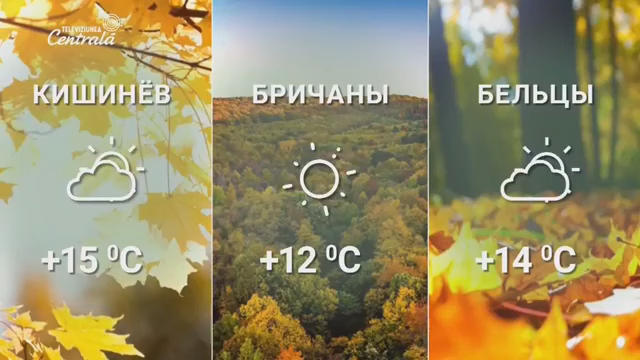 TELEVIZIUNEA
Centrală
КИШИНЁВ
БРИЧАНЫ
БЕЛЬЦЫ
+15 ⁰C
+12 ⁰C
+14 ⁰C